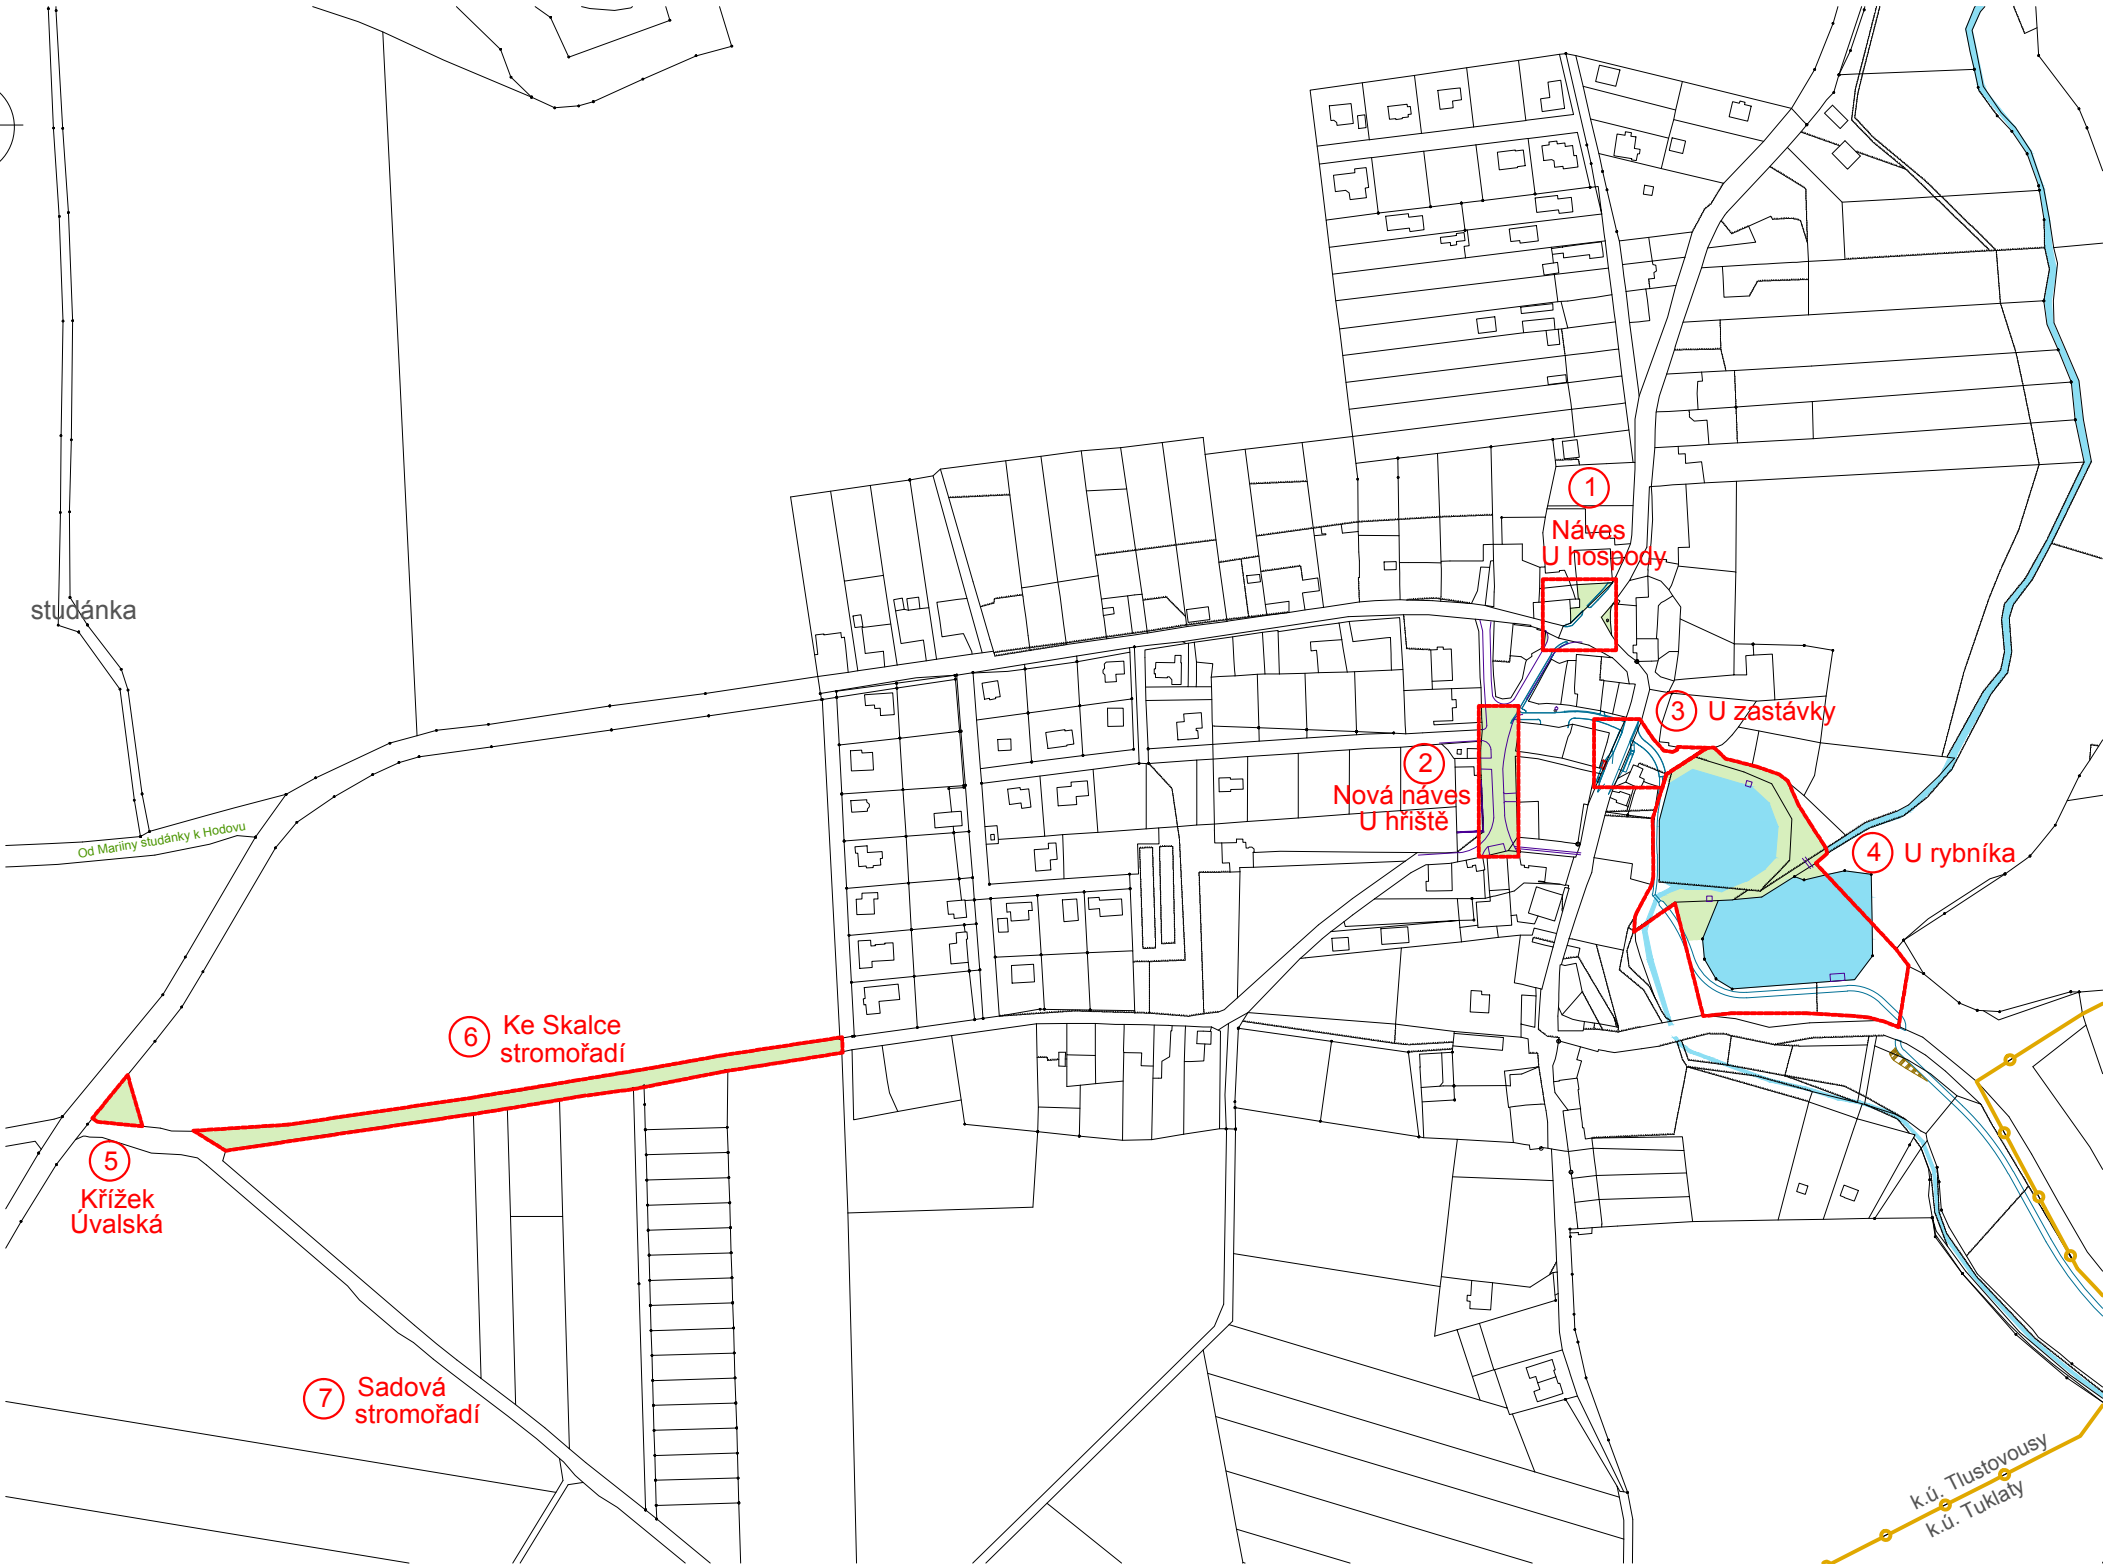 1
Náves
U hospody
studánka
3 U zastávky
2
Nová náves
U hřiště
Od Mariiny studánky k Hodovu
4 U rybníka
6 Ke Skalce
stromořadí
5
Křížek
Úvalská
7 Sadová
stromořadí
k.ú. Tlustovousy
k.ú. Tuklaty